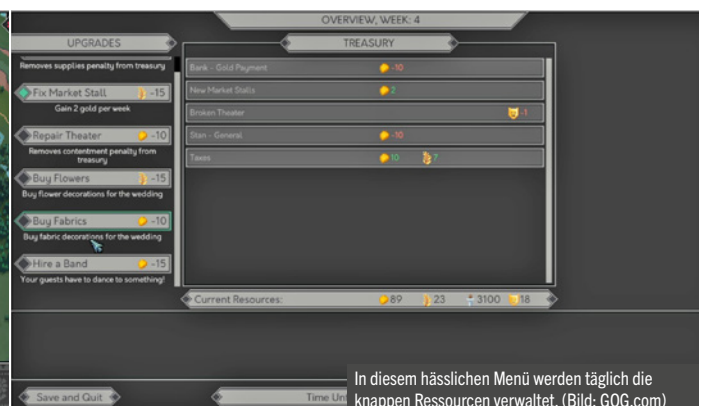 OVERVIEW, WEEK: 4
UPGRADES
Removes supplies penalty from treasury
Fix Market Stall -15
Gain 2 gold per week
Repair Theater -10
Removes contentment penalty from
treasury
Buy Flowers -15
Buy flower decorations for the wedding
Buy Fabrics -10
Buy fabric decorations for the wedding
Hire a Band -15
Your guests have to dance to something!
TREASURY
Bank - Gold Payment -10
New Market Stalls 2
Broken Theater -1
Stan - General -10
Taxes 10 7
Current Resources: 89 23 3100 18
Save and Quit
Time
In diesem hässlichen Menü werden täglich die
knappen Ressourcen verwaltet. (Bild: GOG.com)